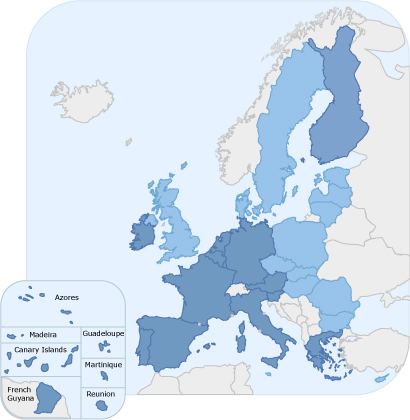 Azores
Madeira
Guadeloupe
Canary Islands
Martinique
French
Guyana
Reunion